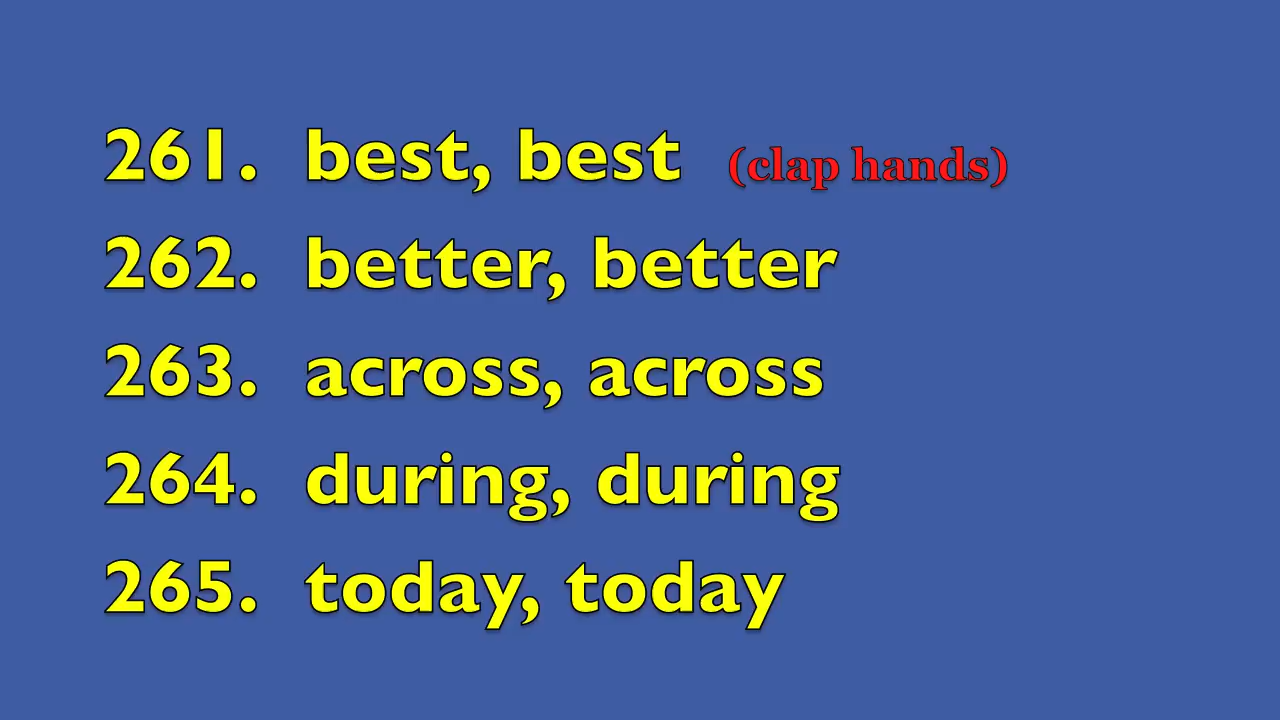 261. best, best (clap hands)
262. better, better
263. across, across
264. during, during
265. today, today